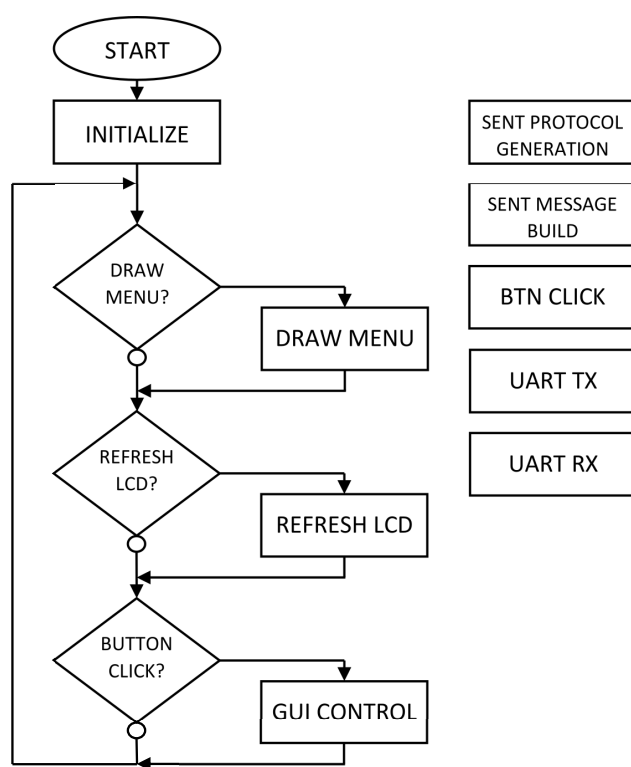 START
INITIALIZE
DRAW
MENU?
DRAW MENU
REFRESH
LCD?
REFRESH LCD
BUTTON
CLICK?
GUI CONTROL
SENT PROTOCOL
GENERATION
SENT MESSAGE
BUILD
BTN CLICK
UART TX
UART RX